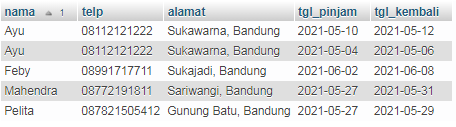 nama 1 telp alamat tgl_pinjam tgl_kembali
Ayu 08112121222 Sukawarna, Bandung 2021-05-10 2021-05-12
Ayu 08112121222 Sukawarna, Bandung 2021-05-04 2021-05-06
Feby 08991717711 Sukajadi, Bandung 2021-06-02 2021-06-08
Mahendra 08772191811 Sariwangi, Bandung 2021-05-27 2021-05-31
Pelita 087821505412 Gunung Batu, Bandung 2021-05-27 2021-05-29